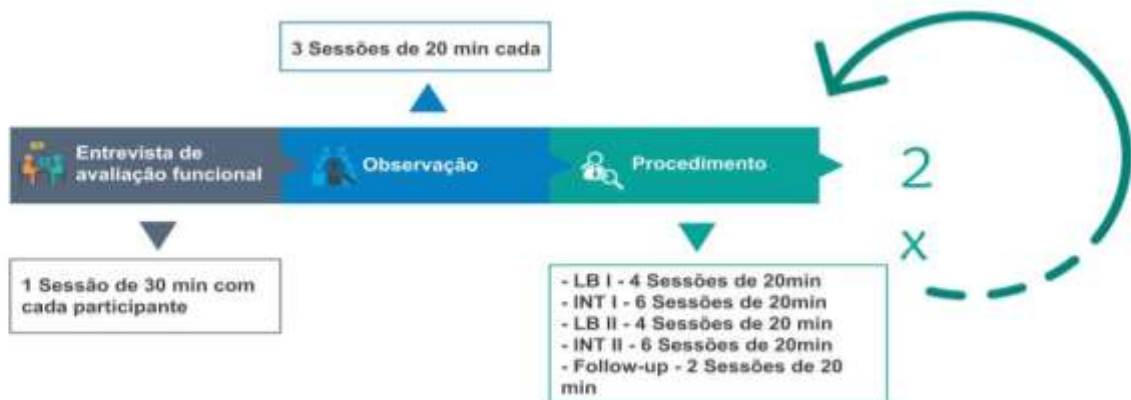 3 Sessões de 20 min cada
Entrevista de
avaliação funcional
Observação
Procedimento
2
x
1 Sessão de 30 min com
cada participante
- LB I - 4 Sessões de 20min
- INT I - 6 Sessões de 20min
- LB II - 4 Sessões de 20 min
- INT II - 6 Sessões de 20min
- Follow-up - 2 Sessões de 20
min